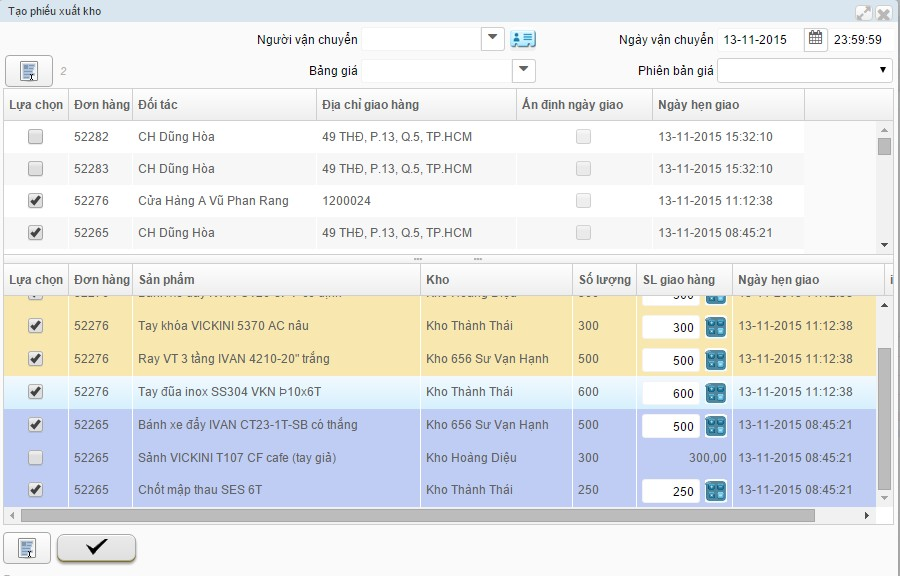 Tạo phiếu xuất kho
Người vận chuyển Ngày vận chuyển 13-11-2015 23:59:59
2 Bảng giá Phiên bản giá
Lựa chọn Đơn hàng Đối tác Địa chỉ giao hàng Ấn định ngày giao Ngày hẹn giao
52282 CH Dũng Hòa 49 THĐ, P.13, Q.5, TP.HCM 13-11-2015 15:32:10
52283 CH Dũng Hòa 49 THĐ, P.13, Q.5, TP.HCM 13-11-2015 15:32:10
52276 Cửa Hàng A Vũ Phan Rang 1200024 13-11-2015 11:12:38
52265 CH Dũng Hòa 49 THĐ, P.13, Q.5, TP.HCM 13-11-2015 08:45:21
Lựa chọn Đơn hàng Sản phẩm Kho Số lượng SL giao hàng Ngày hẹn giao
52276 Tay khóa VICKINI 5370 AC nâu Kho Thành Thái 300 300 13-11-2015 11:12:38
52276 Ray VT 3 tầng IVAN 4210-20" trắng Kho 656 Sư Vạn Hạnh 500 500 13-11-2015 11:12:38
52276 Tay đũa inox SS304 VKN Þ10x6T Kho Thành Thái 600 600 13-11-2015 11:12:38
52265 Bánh xe đẩy IVAN CT23-1T-SB có thắng Kho 656 Sư Vạn Hạnh 500 500 13-11-2015 08:45:21
52265 Sảnh VICKINI T107 CF cafe (tay giả) Kho Hoàng Diệu 300 300,00 13-11-2015 08:45:21
52265 Chốt mập thau SES 6T Kho Thành Thái 250 250 13-11-2015 08:45:21